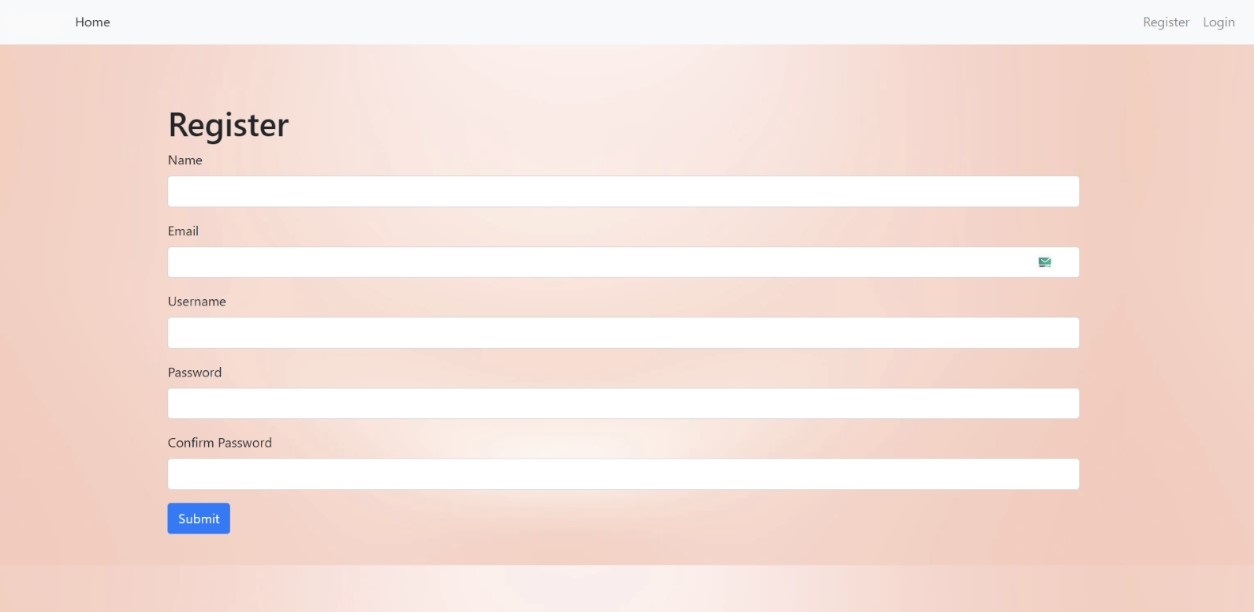 Home Register Login
Register
Name
Email
Username
Password
Confirm Password
Submit